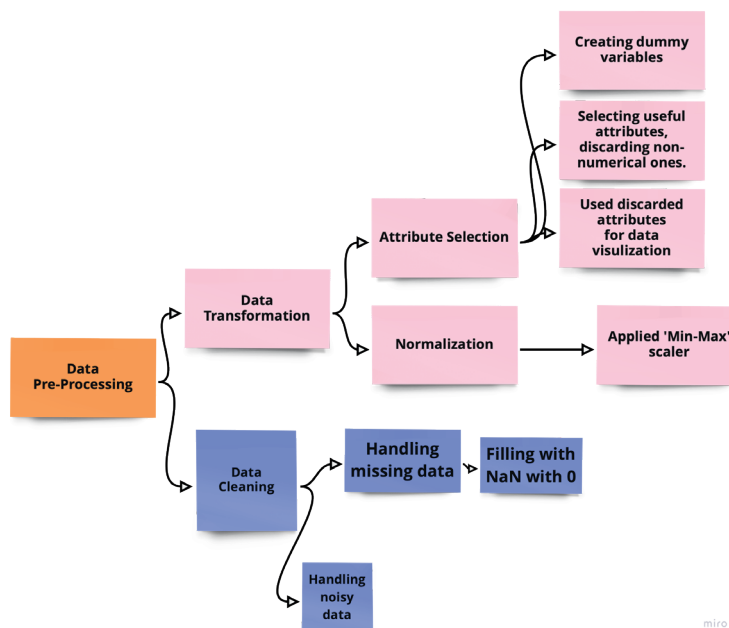 Creating dummy
variables
Selecting useful
attributes,
discarding non-
numerical ones.
Used discarded
attributes
for data
visulization
Attribute Selection
Data
Transformation
Normalization
Applied 'Min-Max'
scaler
Data
Pre-Processing
Data
Cleaning
Handling
missing data
Filling with
NaN with 0
Handling
noisy
data
miro